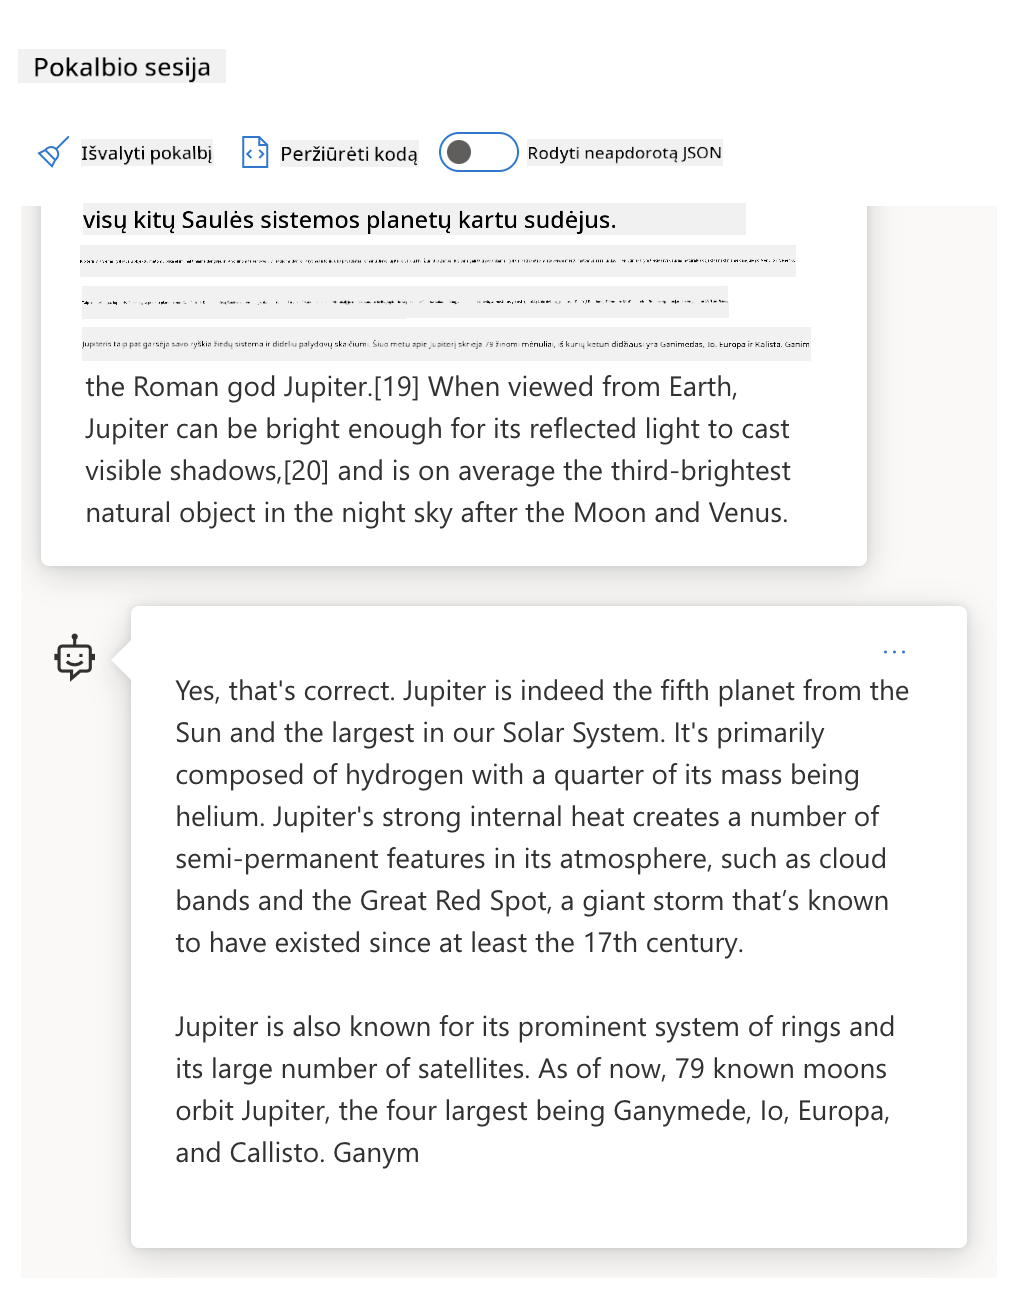 Pokalbio sesija
Išvalyti pokalbį
Peržiūrėti kodą
Rodyti neapdorotą JSON
visų kitų Saulės sistemos planetų kartu sudėjus.
Jupiteris taip pat garsėja savo ryškia žiedų sistema ir dideliu palydovų skaičiumi. Šiuo metu apie Jupiterį skrieja 79 žinomi mėnuliai, iš kurių keturi didžiausi yra Ganimedas, Io, Europa ir Kalista. Ganim
the Roman god Jupiter.[19] When viewed from Earth,
Jupiter can be bright enough for its reflected light to cast
visible shadows,[20] and is on average the third-brightest
natural object in the night sky after the Moon and Venus.
...
Yes, that's correct. Jupiter is indeed the fifth planet from the
Sun and the largest in our Solar System. It's primarily
composed of hydrogen with a quarter of its mass being
helium. Jupiter's strong internal heat creates a number of
semi-permanent features in its atmosphere, such as cloud
bands and the Great Red Spot, a giant storm that’s known
to have existed since at least the 17th century.
Jupiter is also known for its prominent system of rings and
its large number of satellites. As of now, 79 known moons
orbit Jupiter, the four largest being Ganymede, Io, Europa,
and Callisto. Ganym